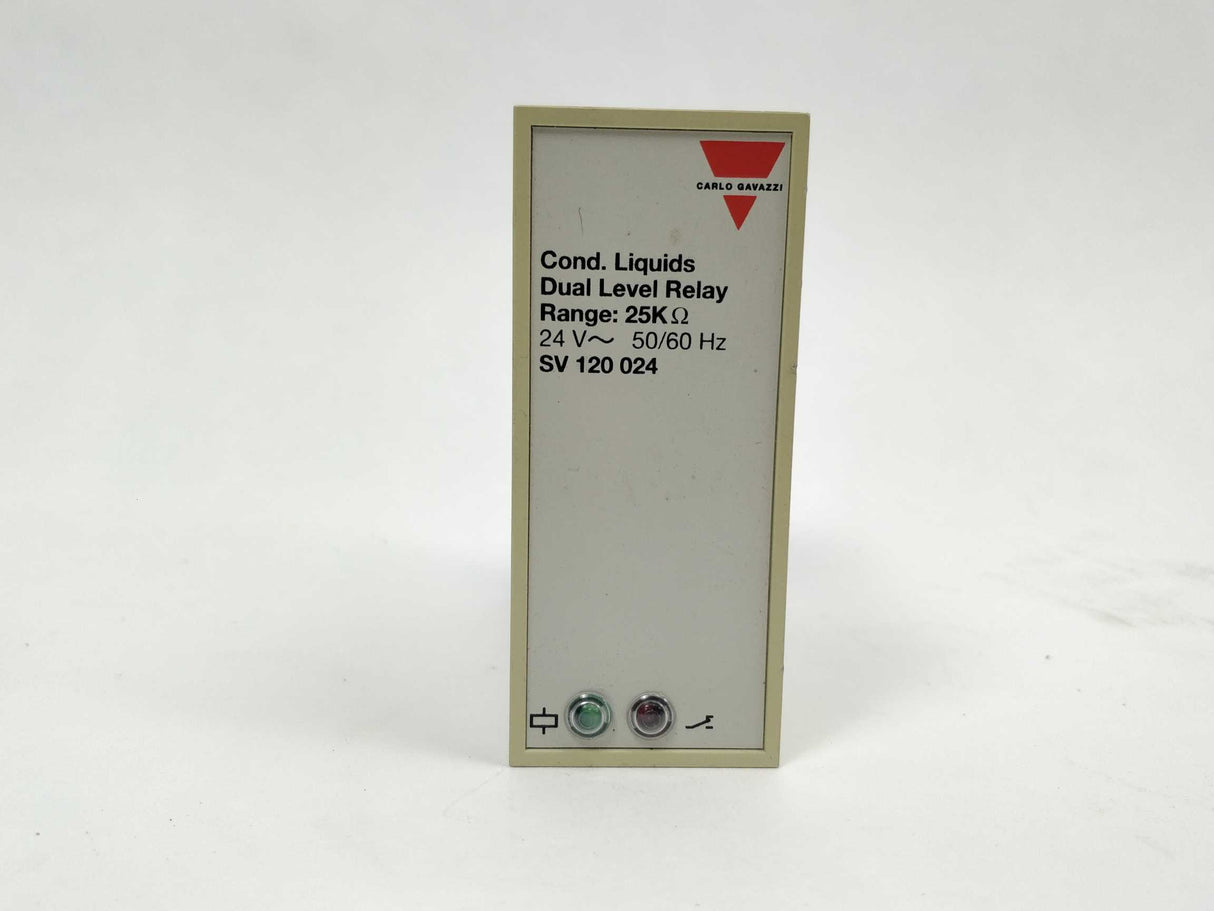 CARLO GAVAZZI
Cond. Liquids
Dual Level Relay
Range: 25KΩ
24 V~ 50/60 Hz
SV 120 024